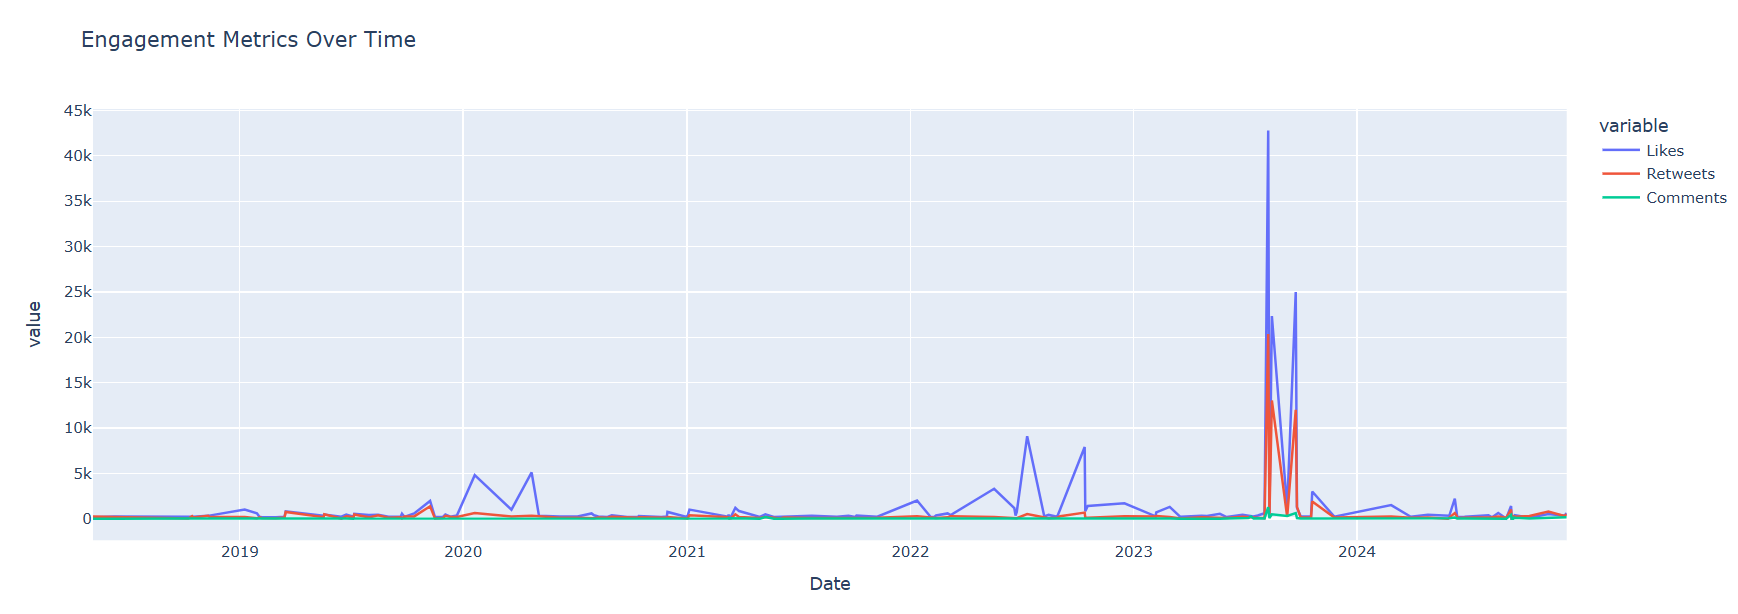 Engagement Metrics Over Time
45k
40k
35k
30k
25k
20k
15k
10k
5k
0
value
2019
2020
2021
2022
2023
2024
Date
variable
Likes
Retweets
Comments